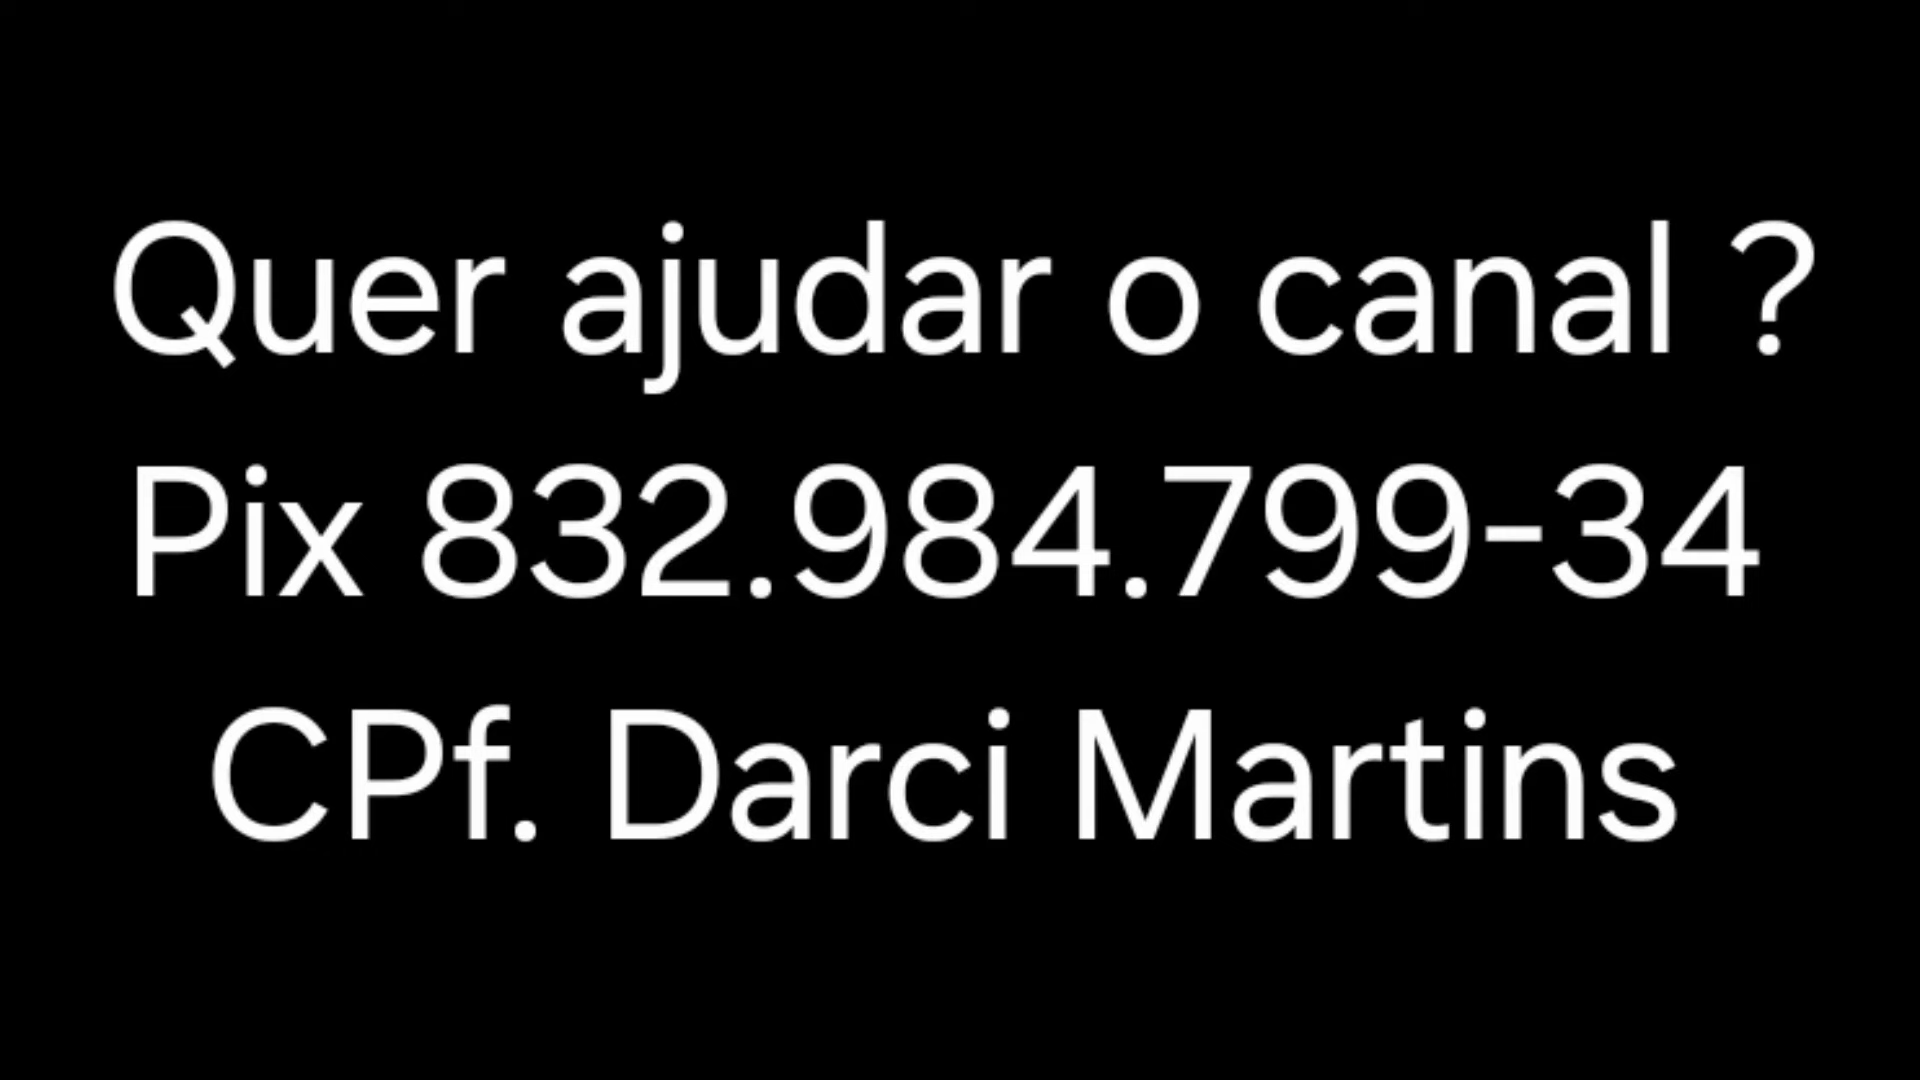 Quer ajudar o canal ?
Pix 832.984.799-34
CPf. Darci Martins